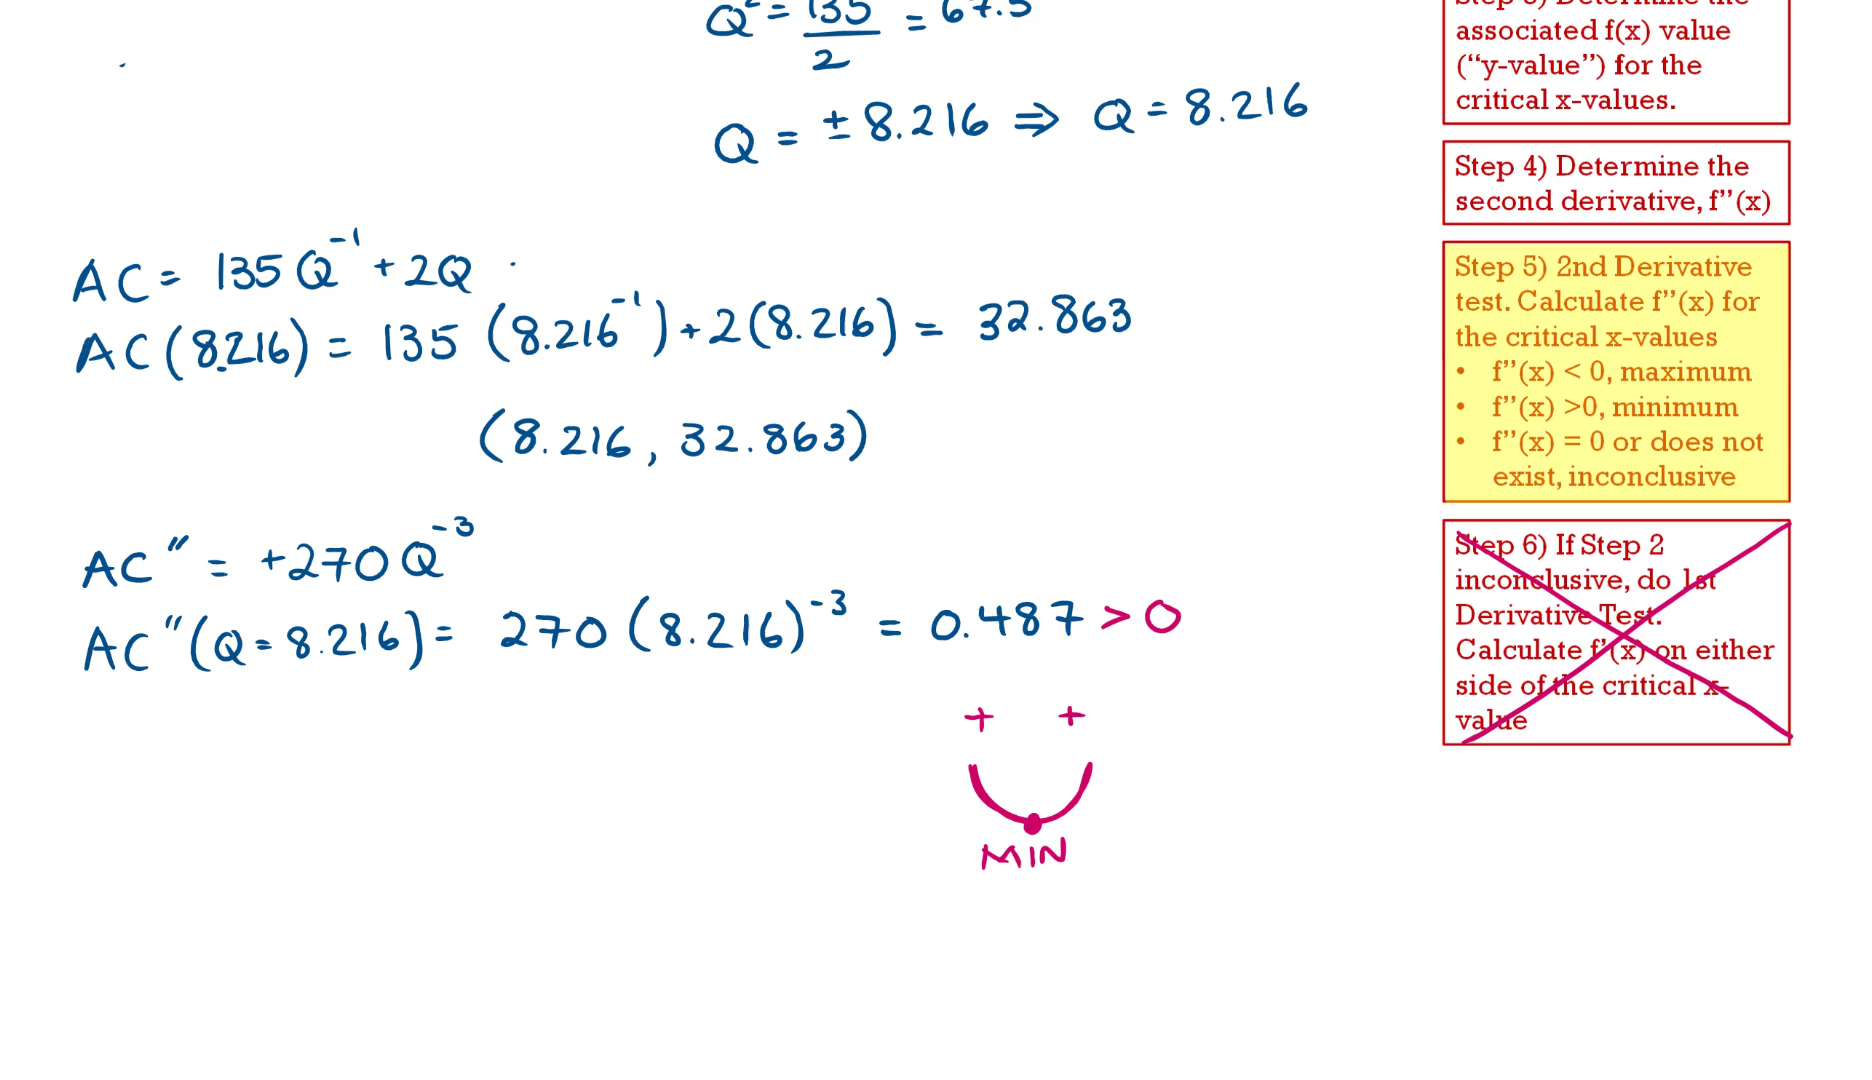 Q² = 135/2 = 67.5
Q = ± 8.216 ⇒ Q = 8.216
AC = 135Q⁻¹ + 2Q
AC(8.216) = 135 (8.216⁻¹) + 2(8.216) = 32.863
(8.216, 32.863)
AC″ = +270Q⁻³
AC″(Q = 8.216) = 270 (8.216)⁻³ = 0.487 > 0
+ +
MIN
associated f(x) value
(“y-value”) for the
critical x-values.
Step 4) Determine the
second derivative, f’’(x)
Step 5) 2nd Derivative
test. Calculate f’’(x) for
the critical x-values
• f’’(x) < 0, maximum
• f’’(x) >0, minimum
• f’’(x) = 0 or does not
exist, inconclusive
Step 6) If Step 2
inconclusive, do 1st
Derivative Test.
Calculate f’(x) on either
side of the critical x-
value